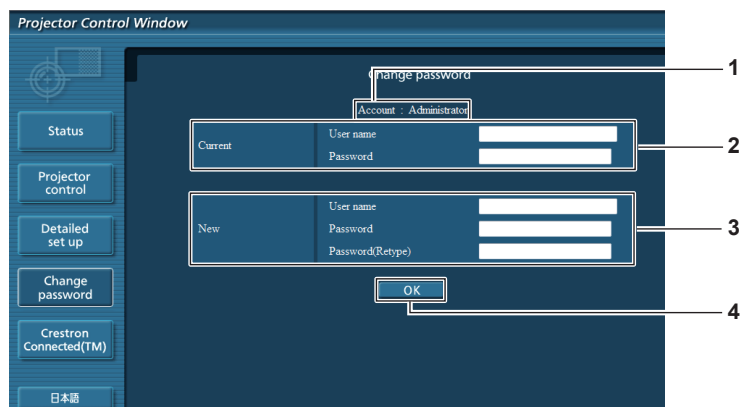 Projector Control Window
Change password
1
Account : Administrator
Status
Current
User name
Password
2
Projector
control
New
User name
Password
Password(Retype)
3
Detailed
set up
Change
password
OK
4
Crestron
Connected(TM)
日本語